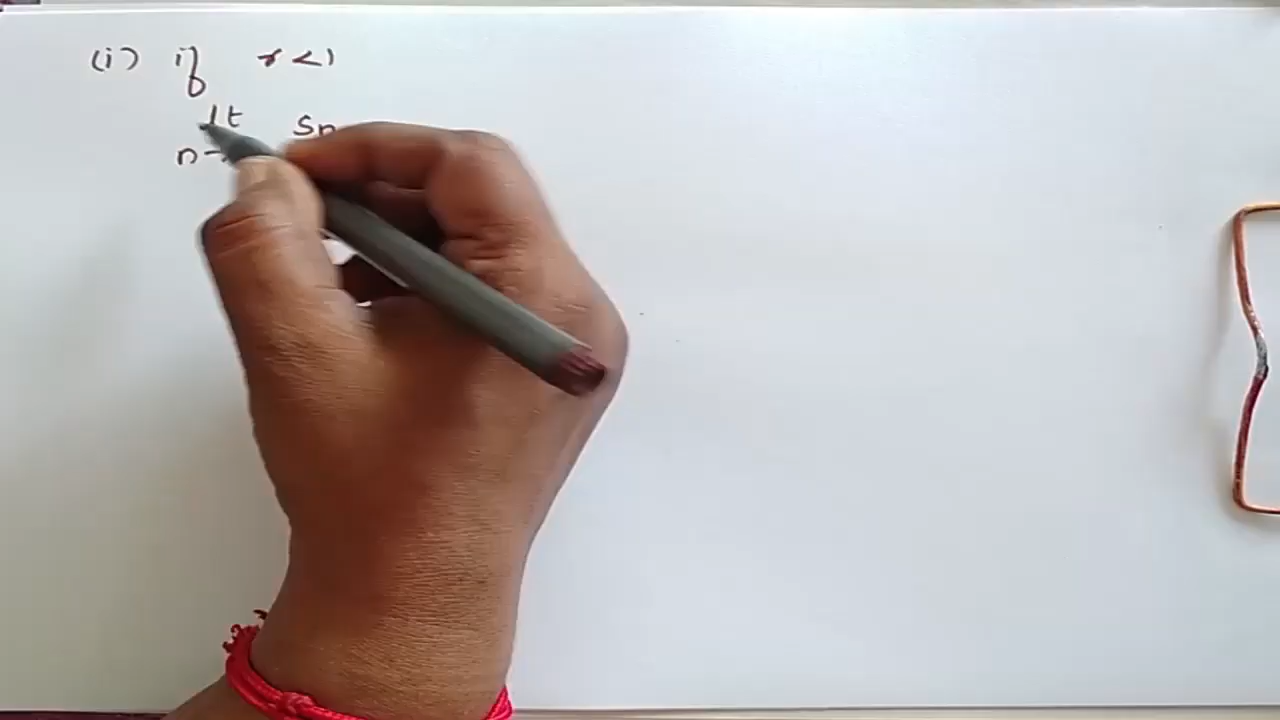 (i) if r<1
lt Sn
n→